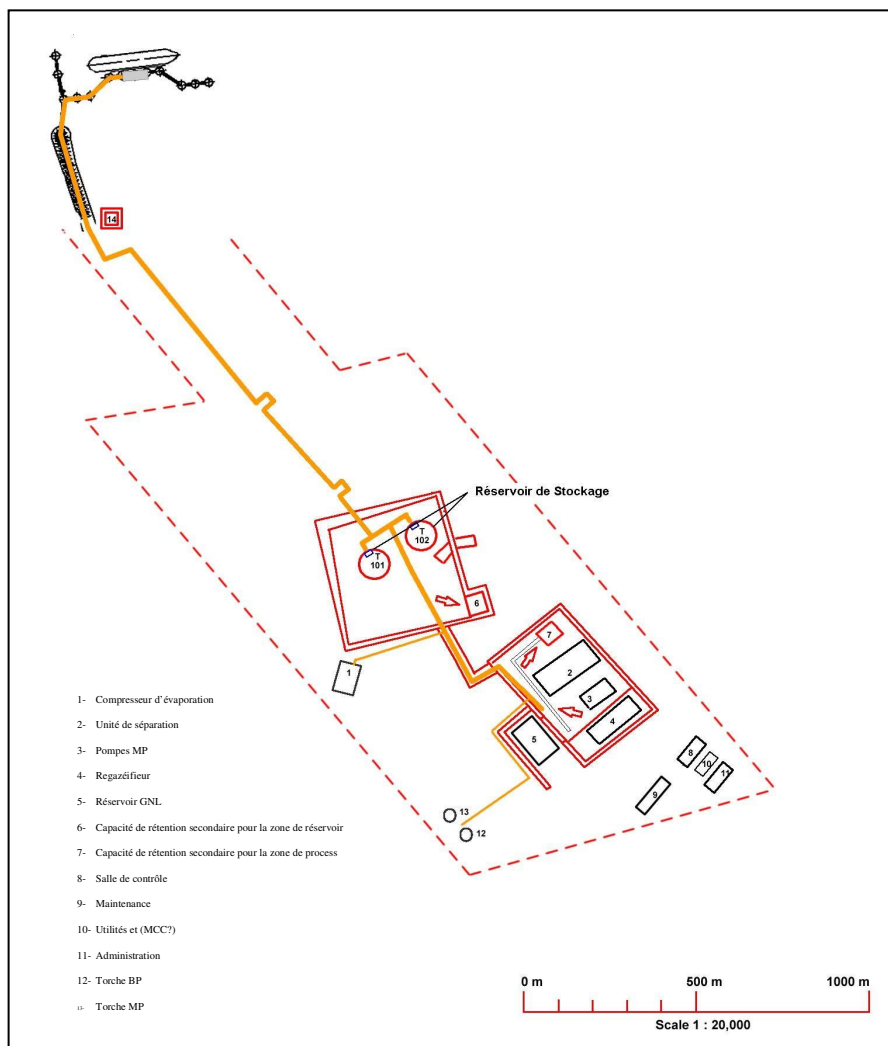 14
Réservoir de Stockage
T
102
T
101
6
1
7
2
3
4
5
8
10
11
9
13
12
1- Compresseur d'évaporation
2- Unité de séparation
3- Pompes MP
4- Regazéifieur
5- Réservoir GNL
6- Capacité de rétention secondaire pour la zone de réservoir
7- Capacité de rétention secondaire pour la zone de process
8- Salle de contrôle
9- Maintenance
10- Utilités et (MCC?)
11- Administration
12- Torche BP
13- Torche MP
0 m 500 m 1000 m
Scale 1 : 20,000